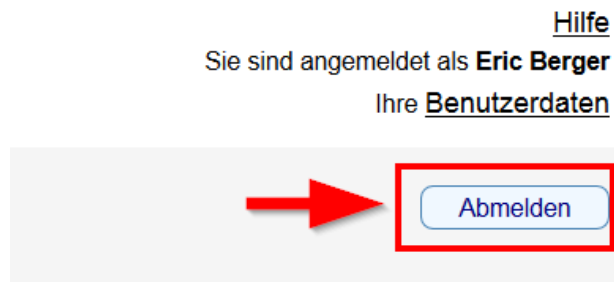 Hilfe
Sie sind angemeldet als Eric Berger
Ihre Benutzerdaten
Abmelden